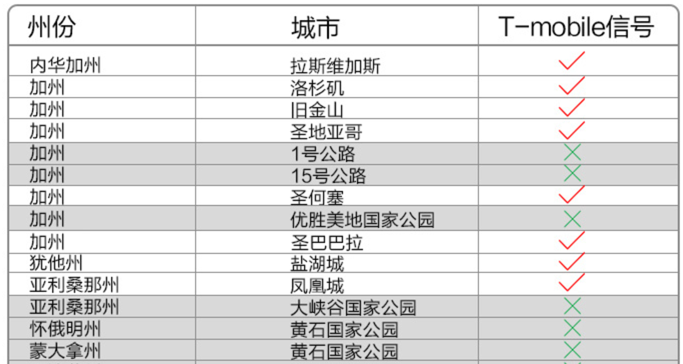 州份 城市 T-mobile信号
内华加州 拉斯维加斯
加州 洛杉矶
加州 旧金山
加州 圣地亚哥
加州 1号公路
加州 15号公路
加州 圣何塞
加州 优胜美地国家公园
加州 圣巴巴拉
犹他州 盐湖城
亚利桑那州 凤凰城
亚利桑那州 大峡谷国家公园
怀俄明州 黄石国家公园
蒙大拿州 黄石国家公园